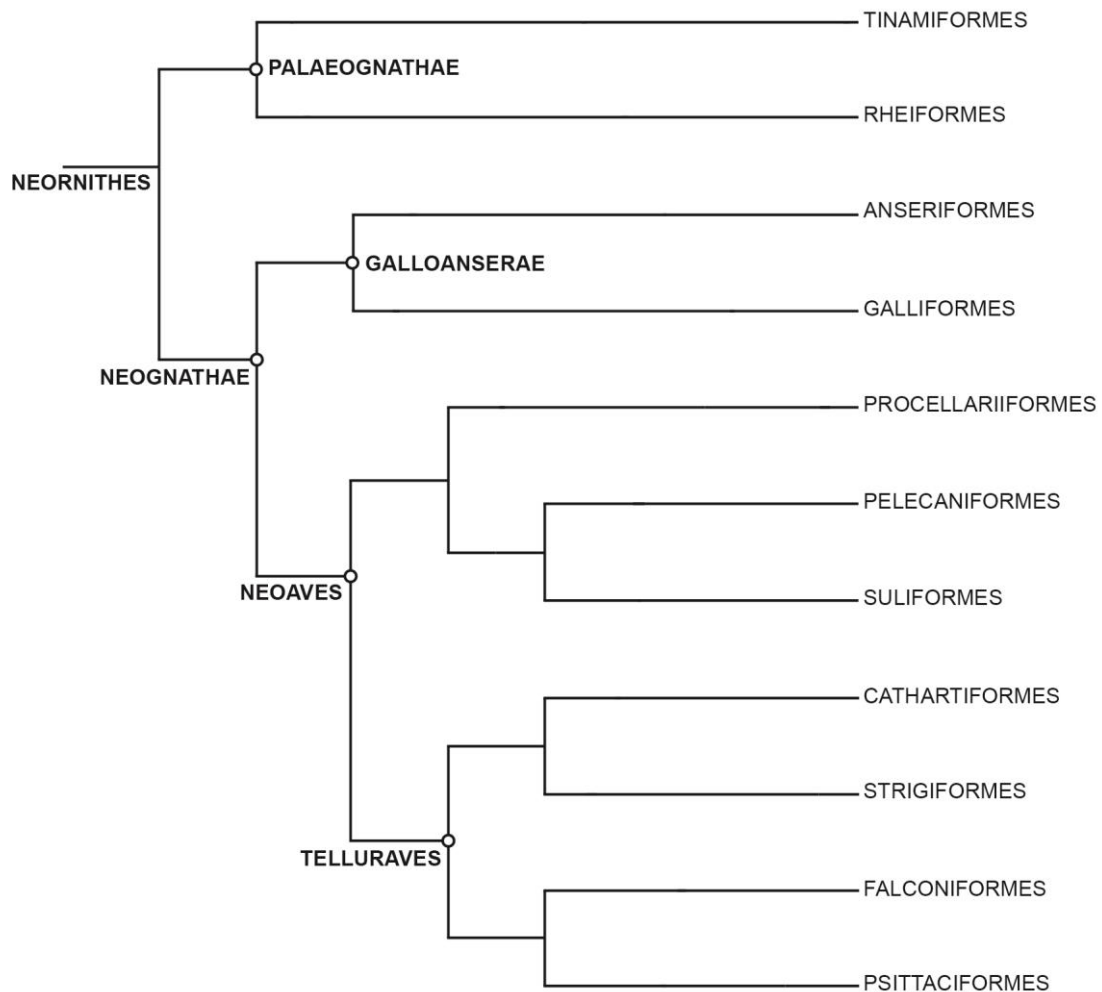 TINAMIFORMES
PALAEOGNATHAE
RHEIFORMES
NEORNITHES
ANSERIFORMES
GALLOANSERAE
GALLIFORMES
NEOGNATHAE
PROCELLARIIFORMES
PELECANIFORMES
NEOAVES
SULIFORMES
CATHARTIFORMES
STRIGIFORMES
TELLURAVES
FALCONIFORMES
PSITTACIFORMES